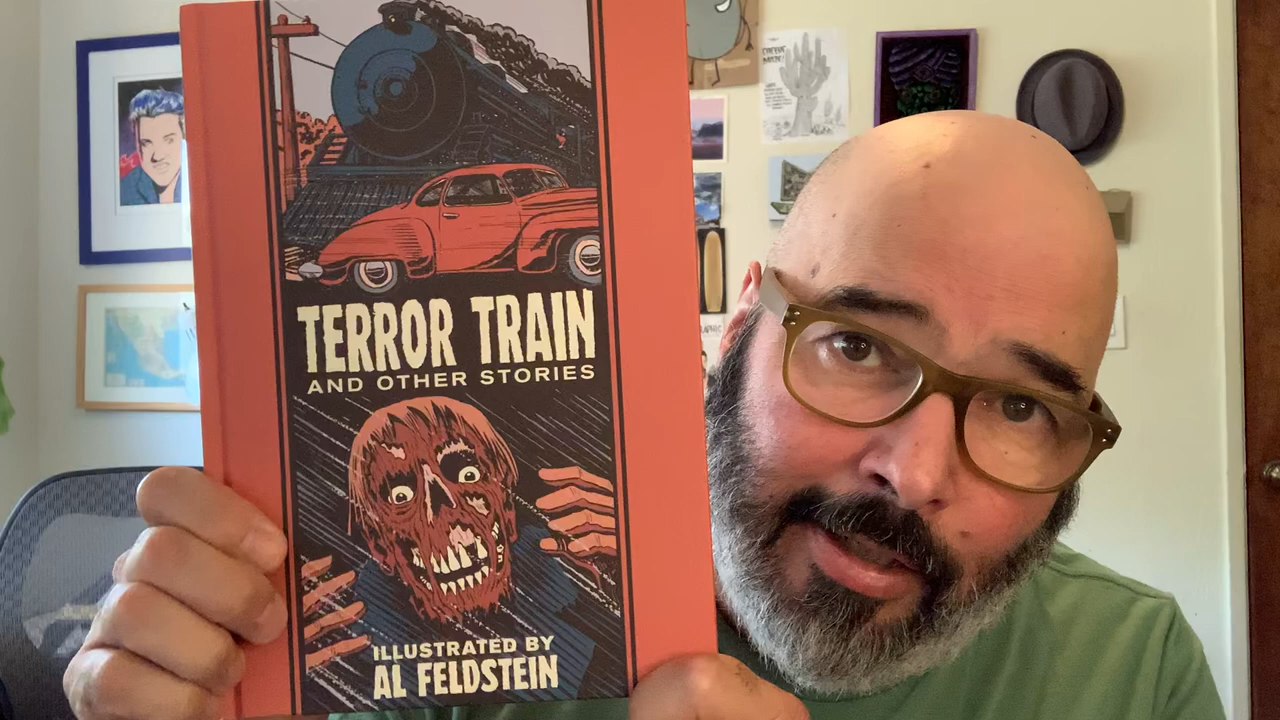 TERROR TRAIN
AND OTHER STORIES
ILLUSTRATED BY
AL FELDSTEIN